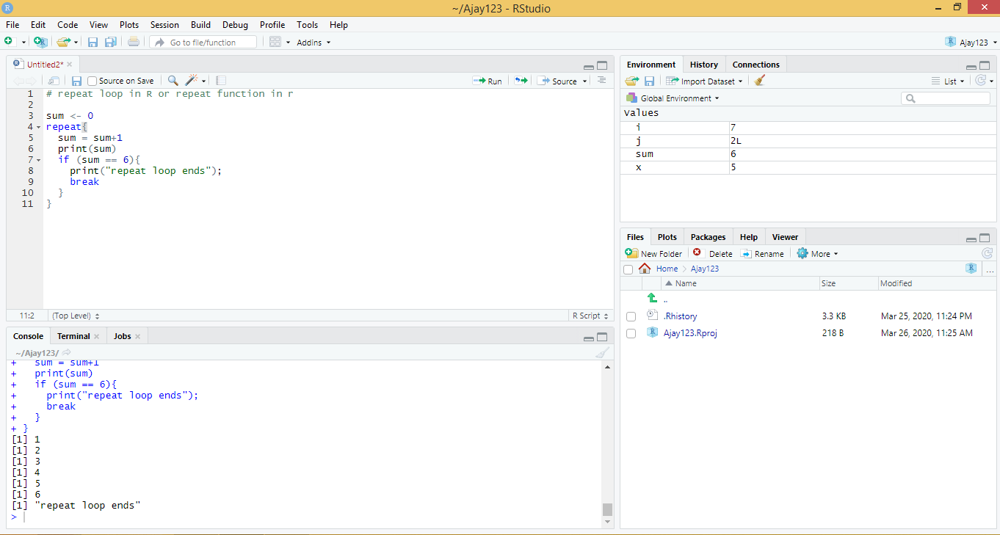 ~/Ajay123 - RStudio
File Edit Code View Plots Session Build Debug Profile Tools Help
Go to file/function Addins Ajay123
Untitled2*
Source on Save Run Source
1 # repeat loop in R or repeat function in r
2
3 sum <- 0
4 repeat{
5   sum = sum+1
6   print(sum)
7   if (sum == 6){
8     print("repeat loop ends");
9     break
10   }
11 }
11:2 (Top Level) R Script
Console Terminal Jobs
~/Ajay123/
+   sum = sum+1
+   print(sum)
+   if (sum == 6){
+     print("repeat loop ends");
+     break
+   }
+ }
[1] 1
[1] 2
[1] 3
[1] 4
[1] 5
[1] 6
[1] "repeat loop ends"
>
Environment History Connections
Import Dataset List
Global Environment
Values
i 7
j 2L
sum 6
x 5
Files Plots Packages Help Viewer
New Folder Delete Rename More
Home Ajay123 ...
Name Size Modified
..
.Rhistory 3.3 KB Mar 25, 2020, 11:24 PM
Ajay123.Rproj 218 B Mar 26, 2020, 11:25 AM